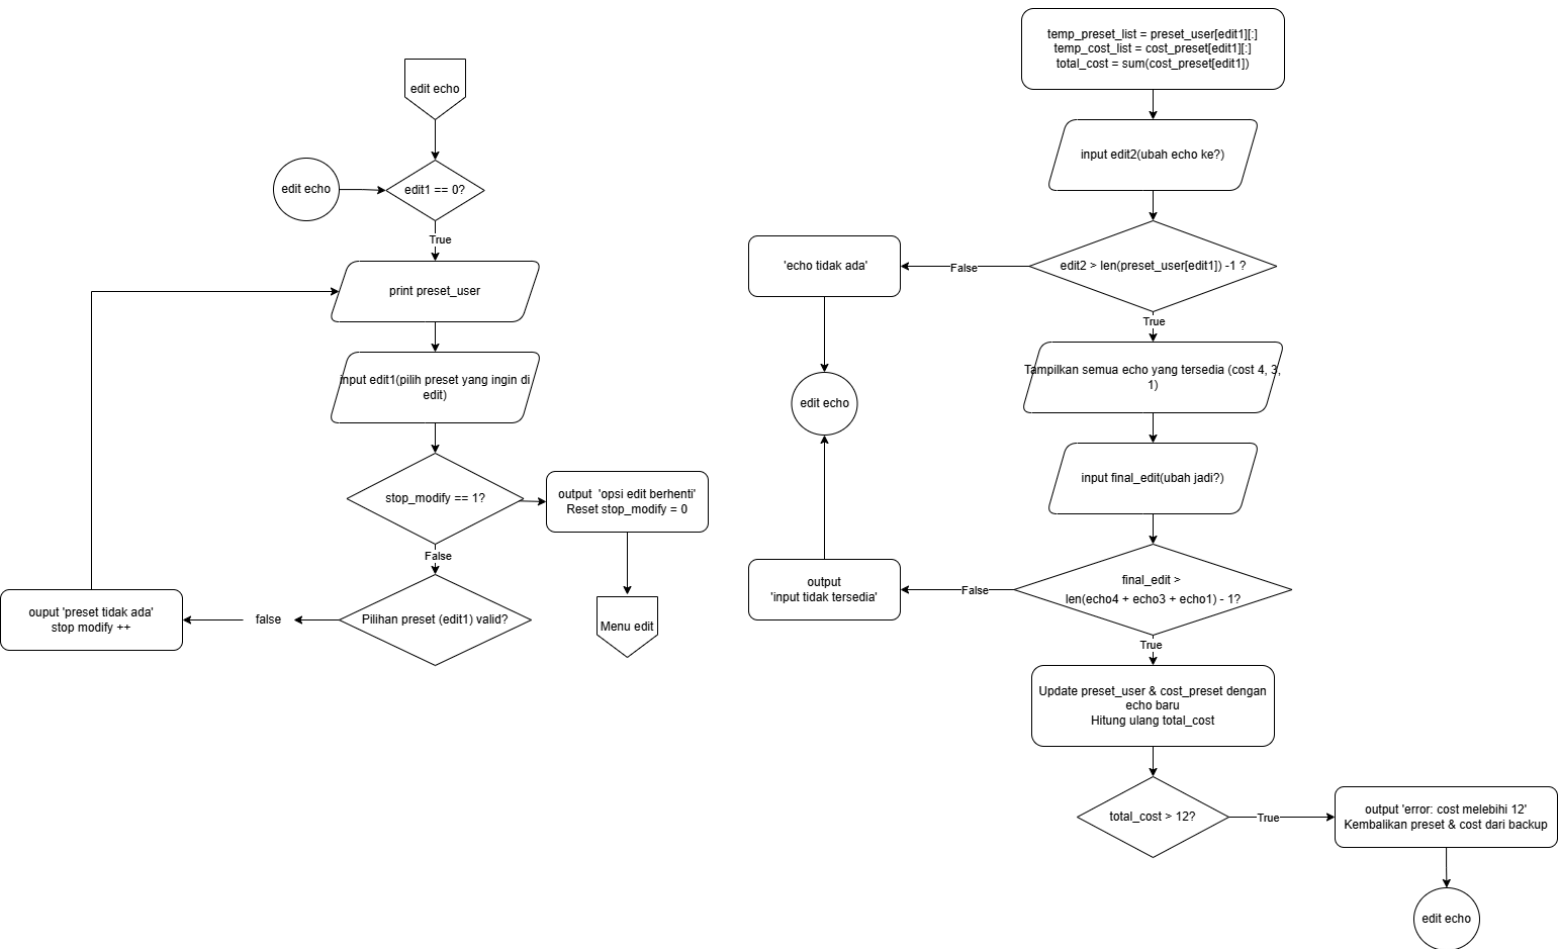 edit echo
edit echo
edit1 == 0?
True
print preset_user
input edit1(pilih preset yang ingin di
edit)
stop_modify == 1?
output 'opsi edit berhenti'
Reset stop_modify = 0
False
Menu edit
Pilihan preset (edit1) valid?
false
ouput 'preset tidak ada'
stop modify ++
temp_preset_list = preset_user[edit1][:]
temp_cost_list = cost_preset[edit1][:]
total_cost = sum(cost_preset[edit1])
input edit2(ubah echo ke?)
edit2 > len(preset_user[edit1]) -1 ?
False
'echo tidak ada'
True
Tampilkan semua echo yang tersedia (cost 4, 3,
1)
edit echo
input final_edit(ubah jadi?)
final_edit >
len(echo4 + echo3 + echo1) - 1?
False
output
'input tidak tersedia'
True
Update preset_user & cost_preset dengan
echo baru
Hitung ulang total_cost
total_cost > 12?
True
output 'error: cost melebihi 12'
Kembalikan preset & cost dari backup
edit echo